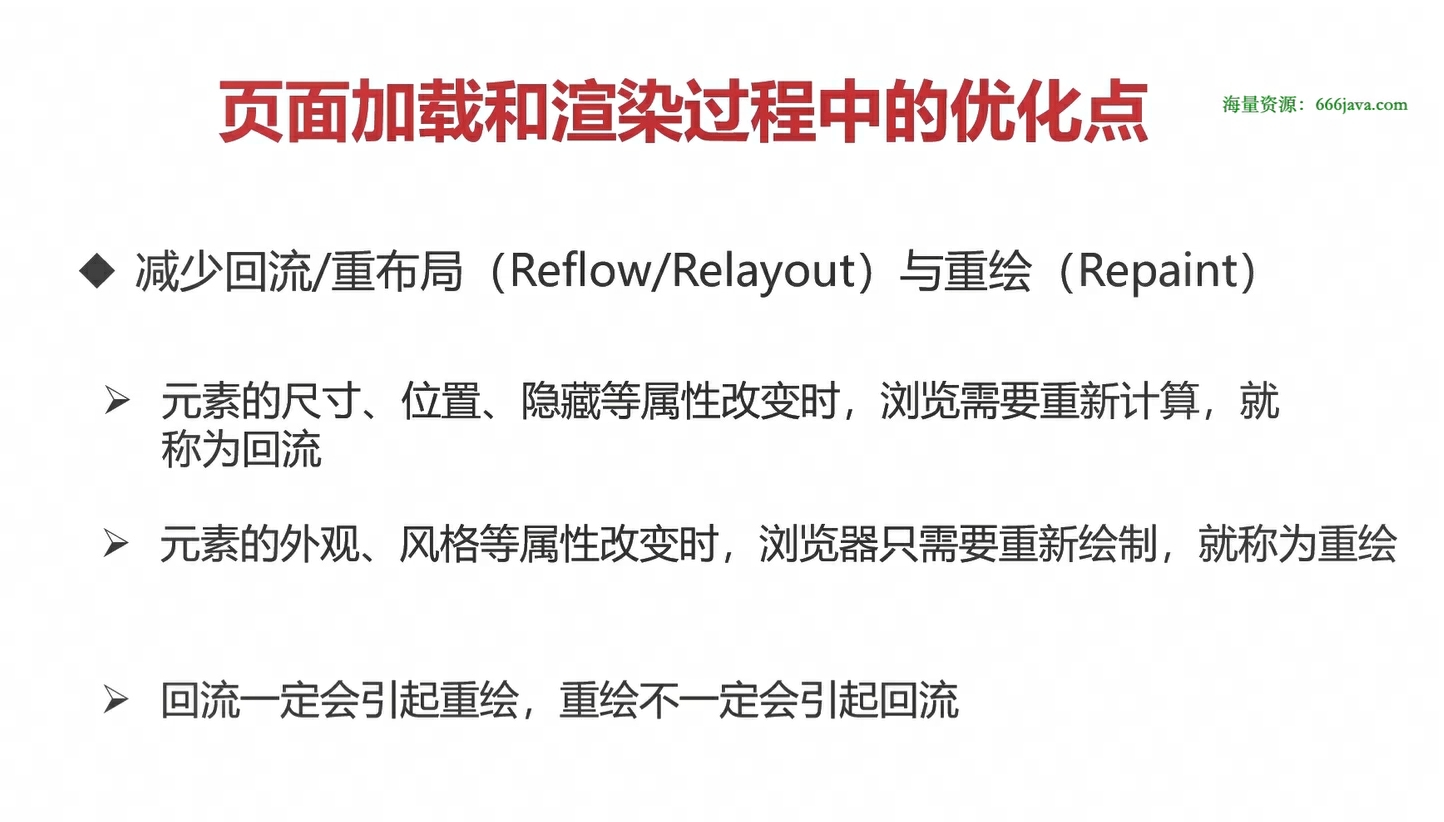 页面加载和渲染过程中的优化点
海量资源：666java.com
◆ 减少回流/重布局（Reflow/Relayout）与重绘（Repaint）
➢ 元素的尺寸、位置、隐藏等属性改变时，浏览需要重新计算，就
称为回流
➢ 元素的外观、风格等属性改变时，浏览器只需要重新绘制，就称为重绘
➢ 回流一定会引起重绘，重绘不一定会引起回流